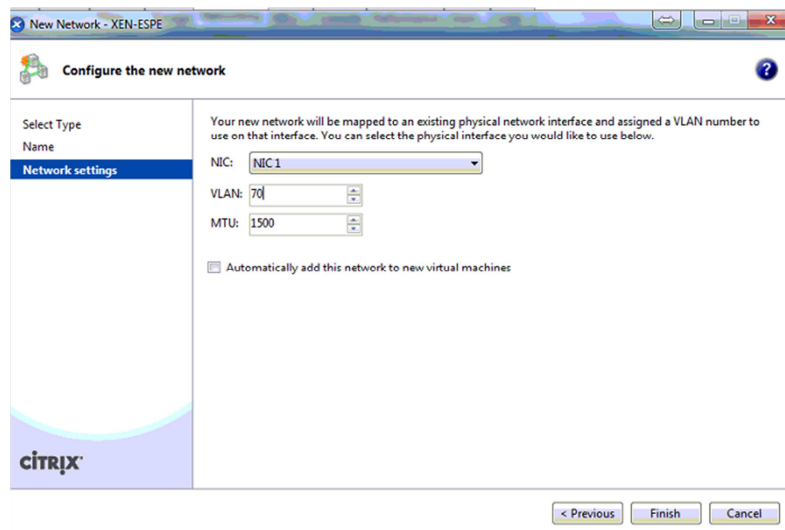 New Network - XEN-ESPE
Configure the new network
Select Type
Name
Network settings
Your new network will be mapped to an existing physical network interface and assigned a VLAN number to
use on that interface. You can select the physical interface you would like to use below.
NIC: NIC 1
VLAN: 70
MTU: 1500
Automatically add this network to new virtual machines
CİTRIX
< Previous Finish Cancel